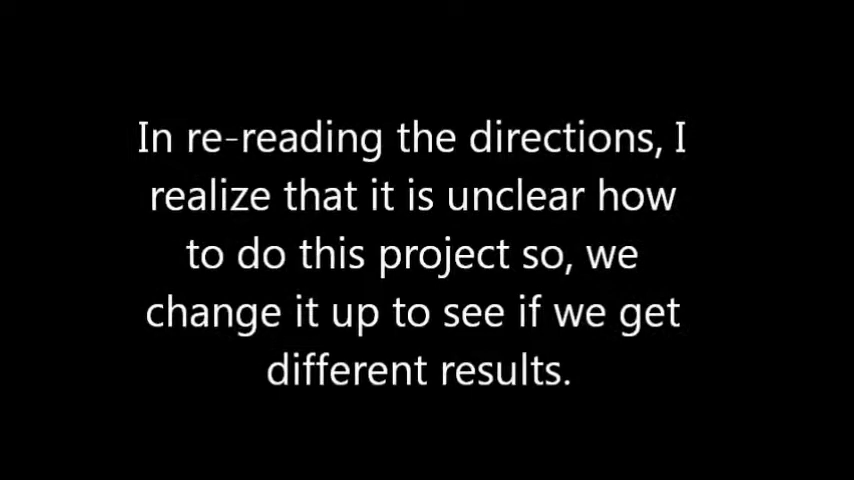 In re-reading the directions, I
realize that it is unclear how
to do this project so, we
change it up to see if we get
different results.